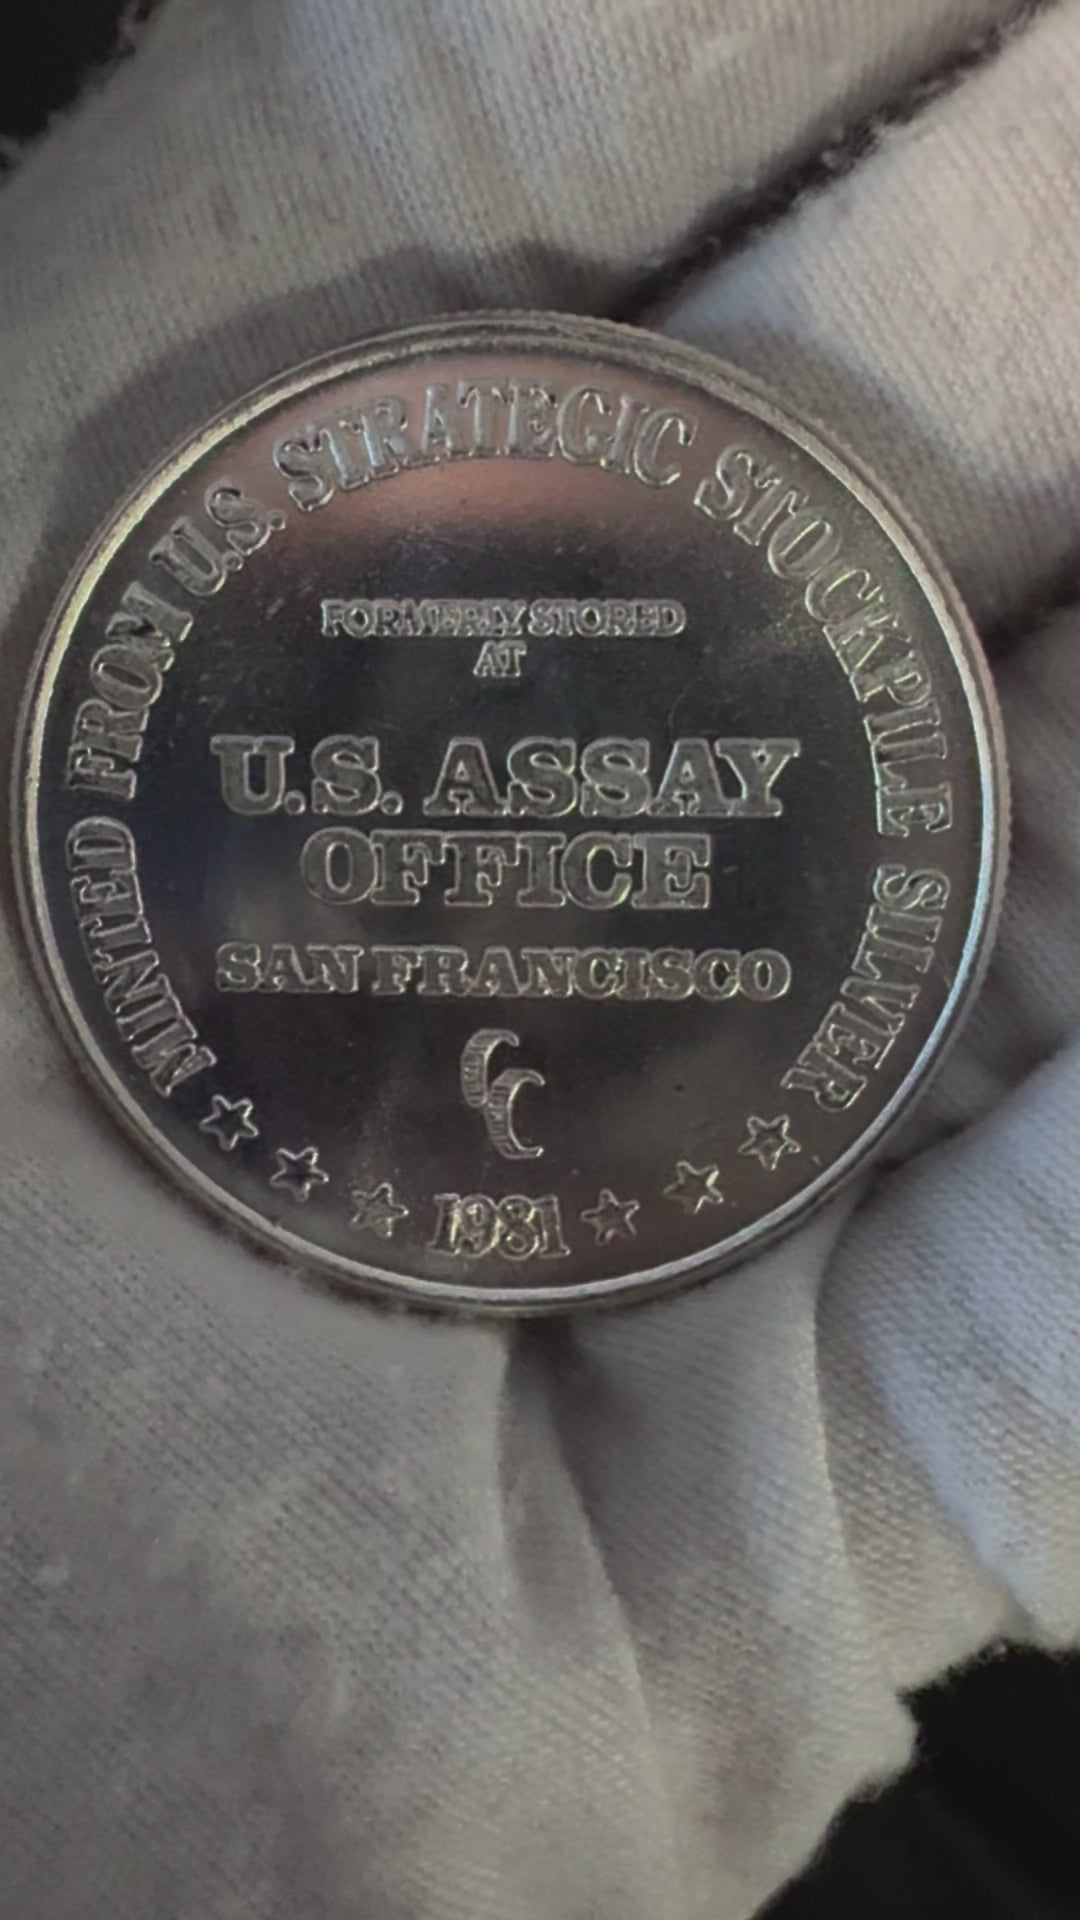 MINTED FROM U.S. STRATEGIC STOCKPILE SILVER
FORMERLY STORED
AT
U.S. ASSAY
OFFICE
SAN FRANCISCO
CC
1981